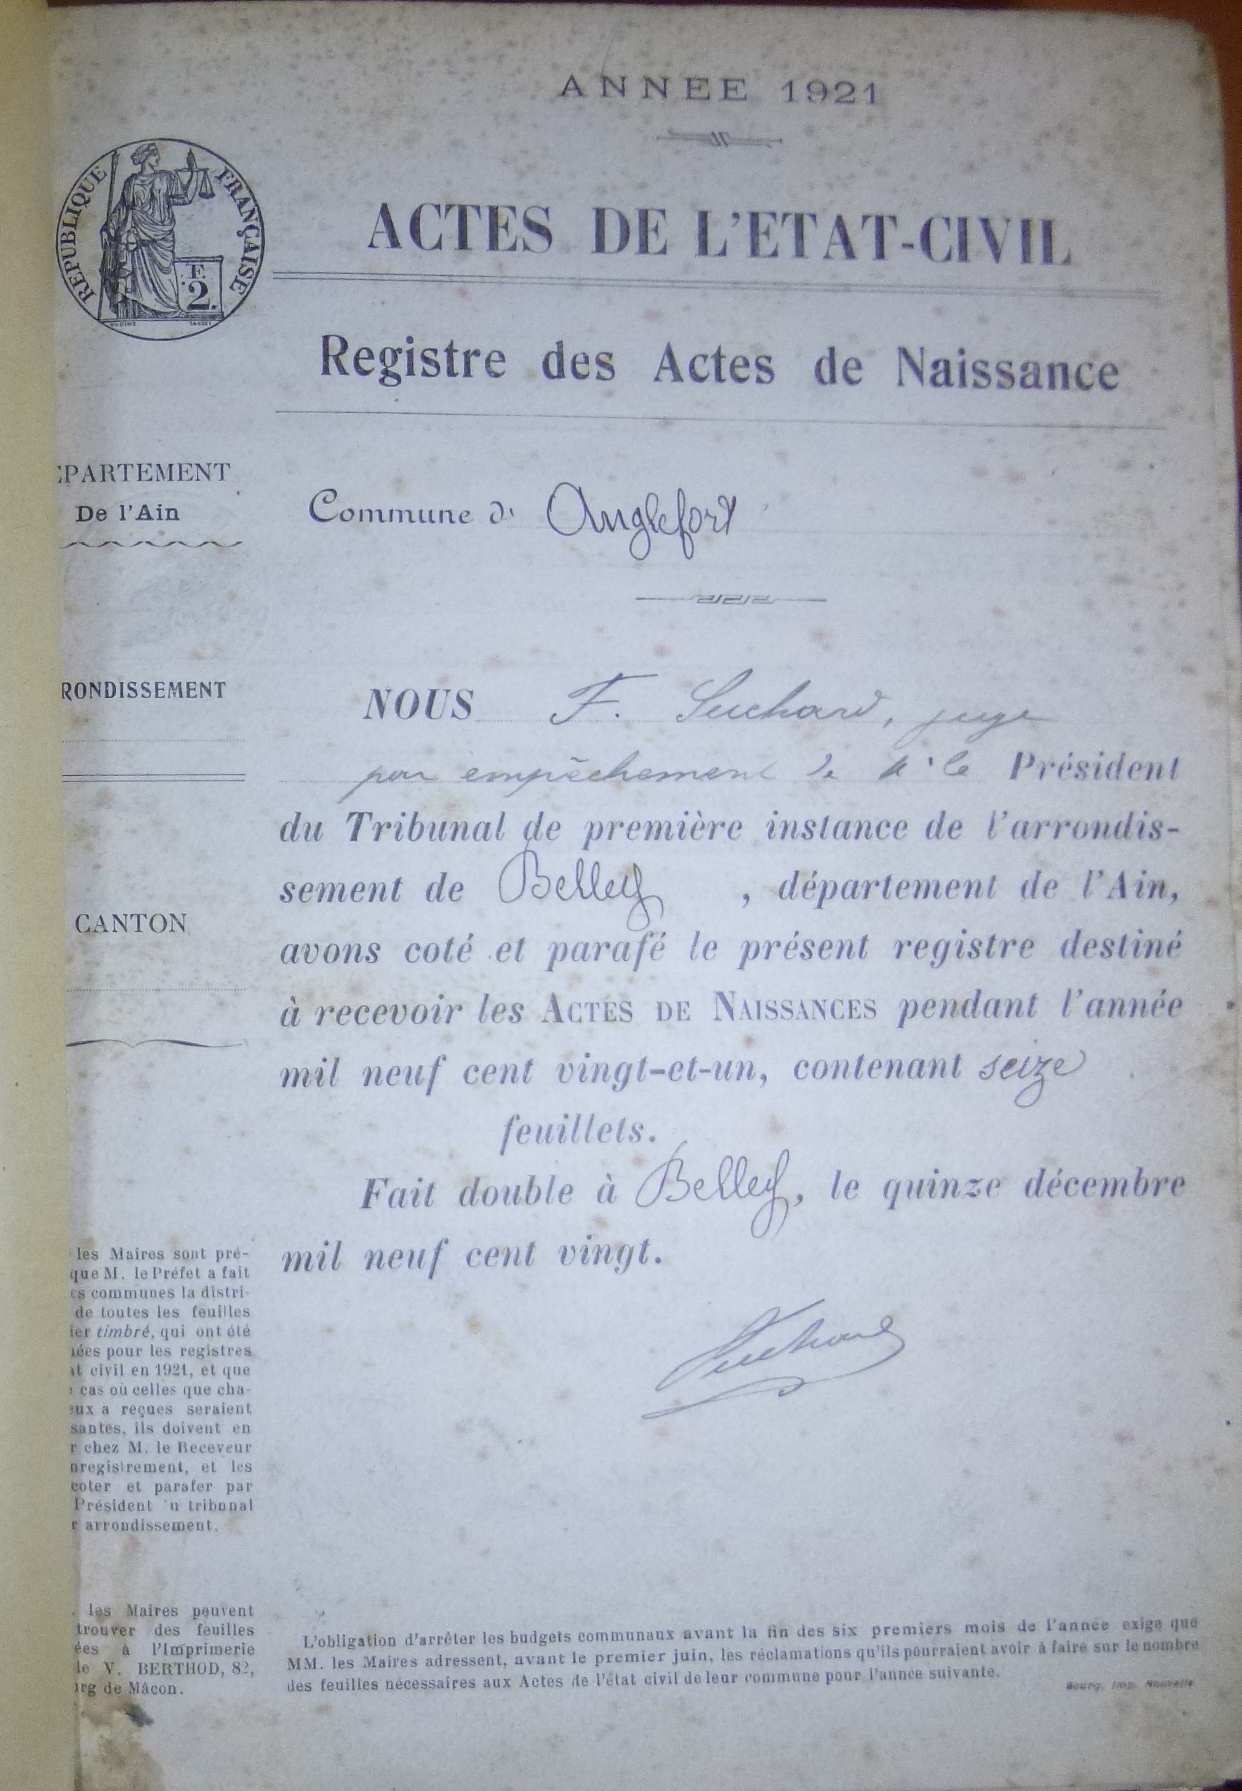 ANNEE 1921
RÉPUBLIQUE FRANÇAISE
F
2
ACTES DE L'ETAT-CIVIL
Registre des Actes de Naissance
EPARTEMENT
De l'Ain
Commune d' Anglefort
RONDISSEMENT
CANTON
NOUS F. Suchard, juge
par empêchement de M. le Président
du Tribunal de première instance de l'arrondis-
sement de Belley, département de l'Ain,
avons coté et parafé le présent registre destiné
à recevoir les ACTES DE NAISSANCES pendant l'année
mil neuf cent vingt-et-un, contenant seize
feuillets.
Fait double à Belley, le quinze décembre
mil neuf cent vingt.
Suchard
les Maires sont pré-
que M. le Préfet a fait
es communes la distri-
de toutes les feuilles
ier timbré, qui ont été
nées pour les registres
at civil en 1921, et que
cas où celles que cha-
eux a reçues seraient
santes, ils doivent en
r chez M. le Receveur
nregistrement, et les
coter et parafer par
Président u tribunal
r arrondissement.
les Maires peuvent
trouver des feuilles
ées à l'Imprimerie
de V. BERTHOD, 82,
rg de Mâcon.
L'obligation d'arrêter les budgets communaux avant la fin des six premiers mois de l'année exige que
MM. les Maires adressent, avant le premier juin, les réclamations qu'ils pourraient avoir à faire sur le nombre
des feuilles nécessaires aux Actes de l'état civil de leur commune pour l'année suivante.
Bourg, Imp. Nouvelle